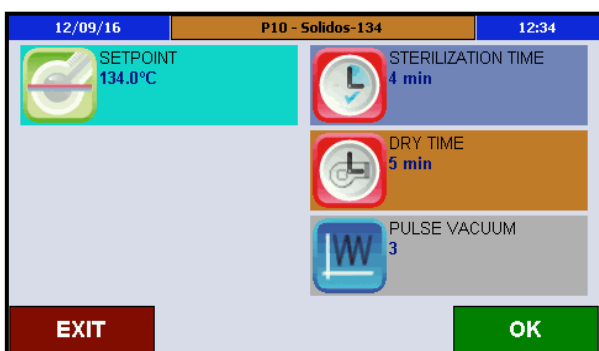 12/09/16
P10 - Solidos-134
12:34
SETPOINT
134.0ºC
STERILIZATION TIME
4 min
DRY TIME
5 min
PULSE VACUUM
3
EXIT
OK